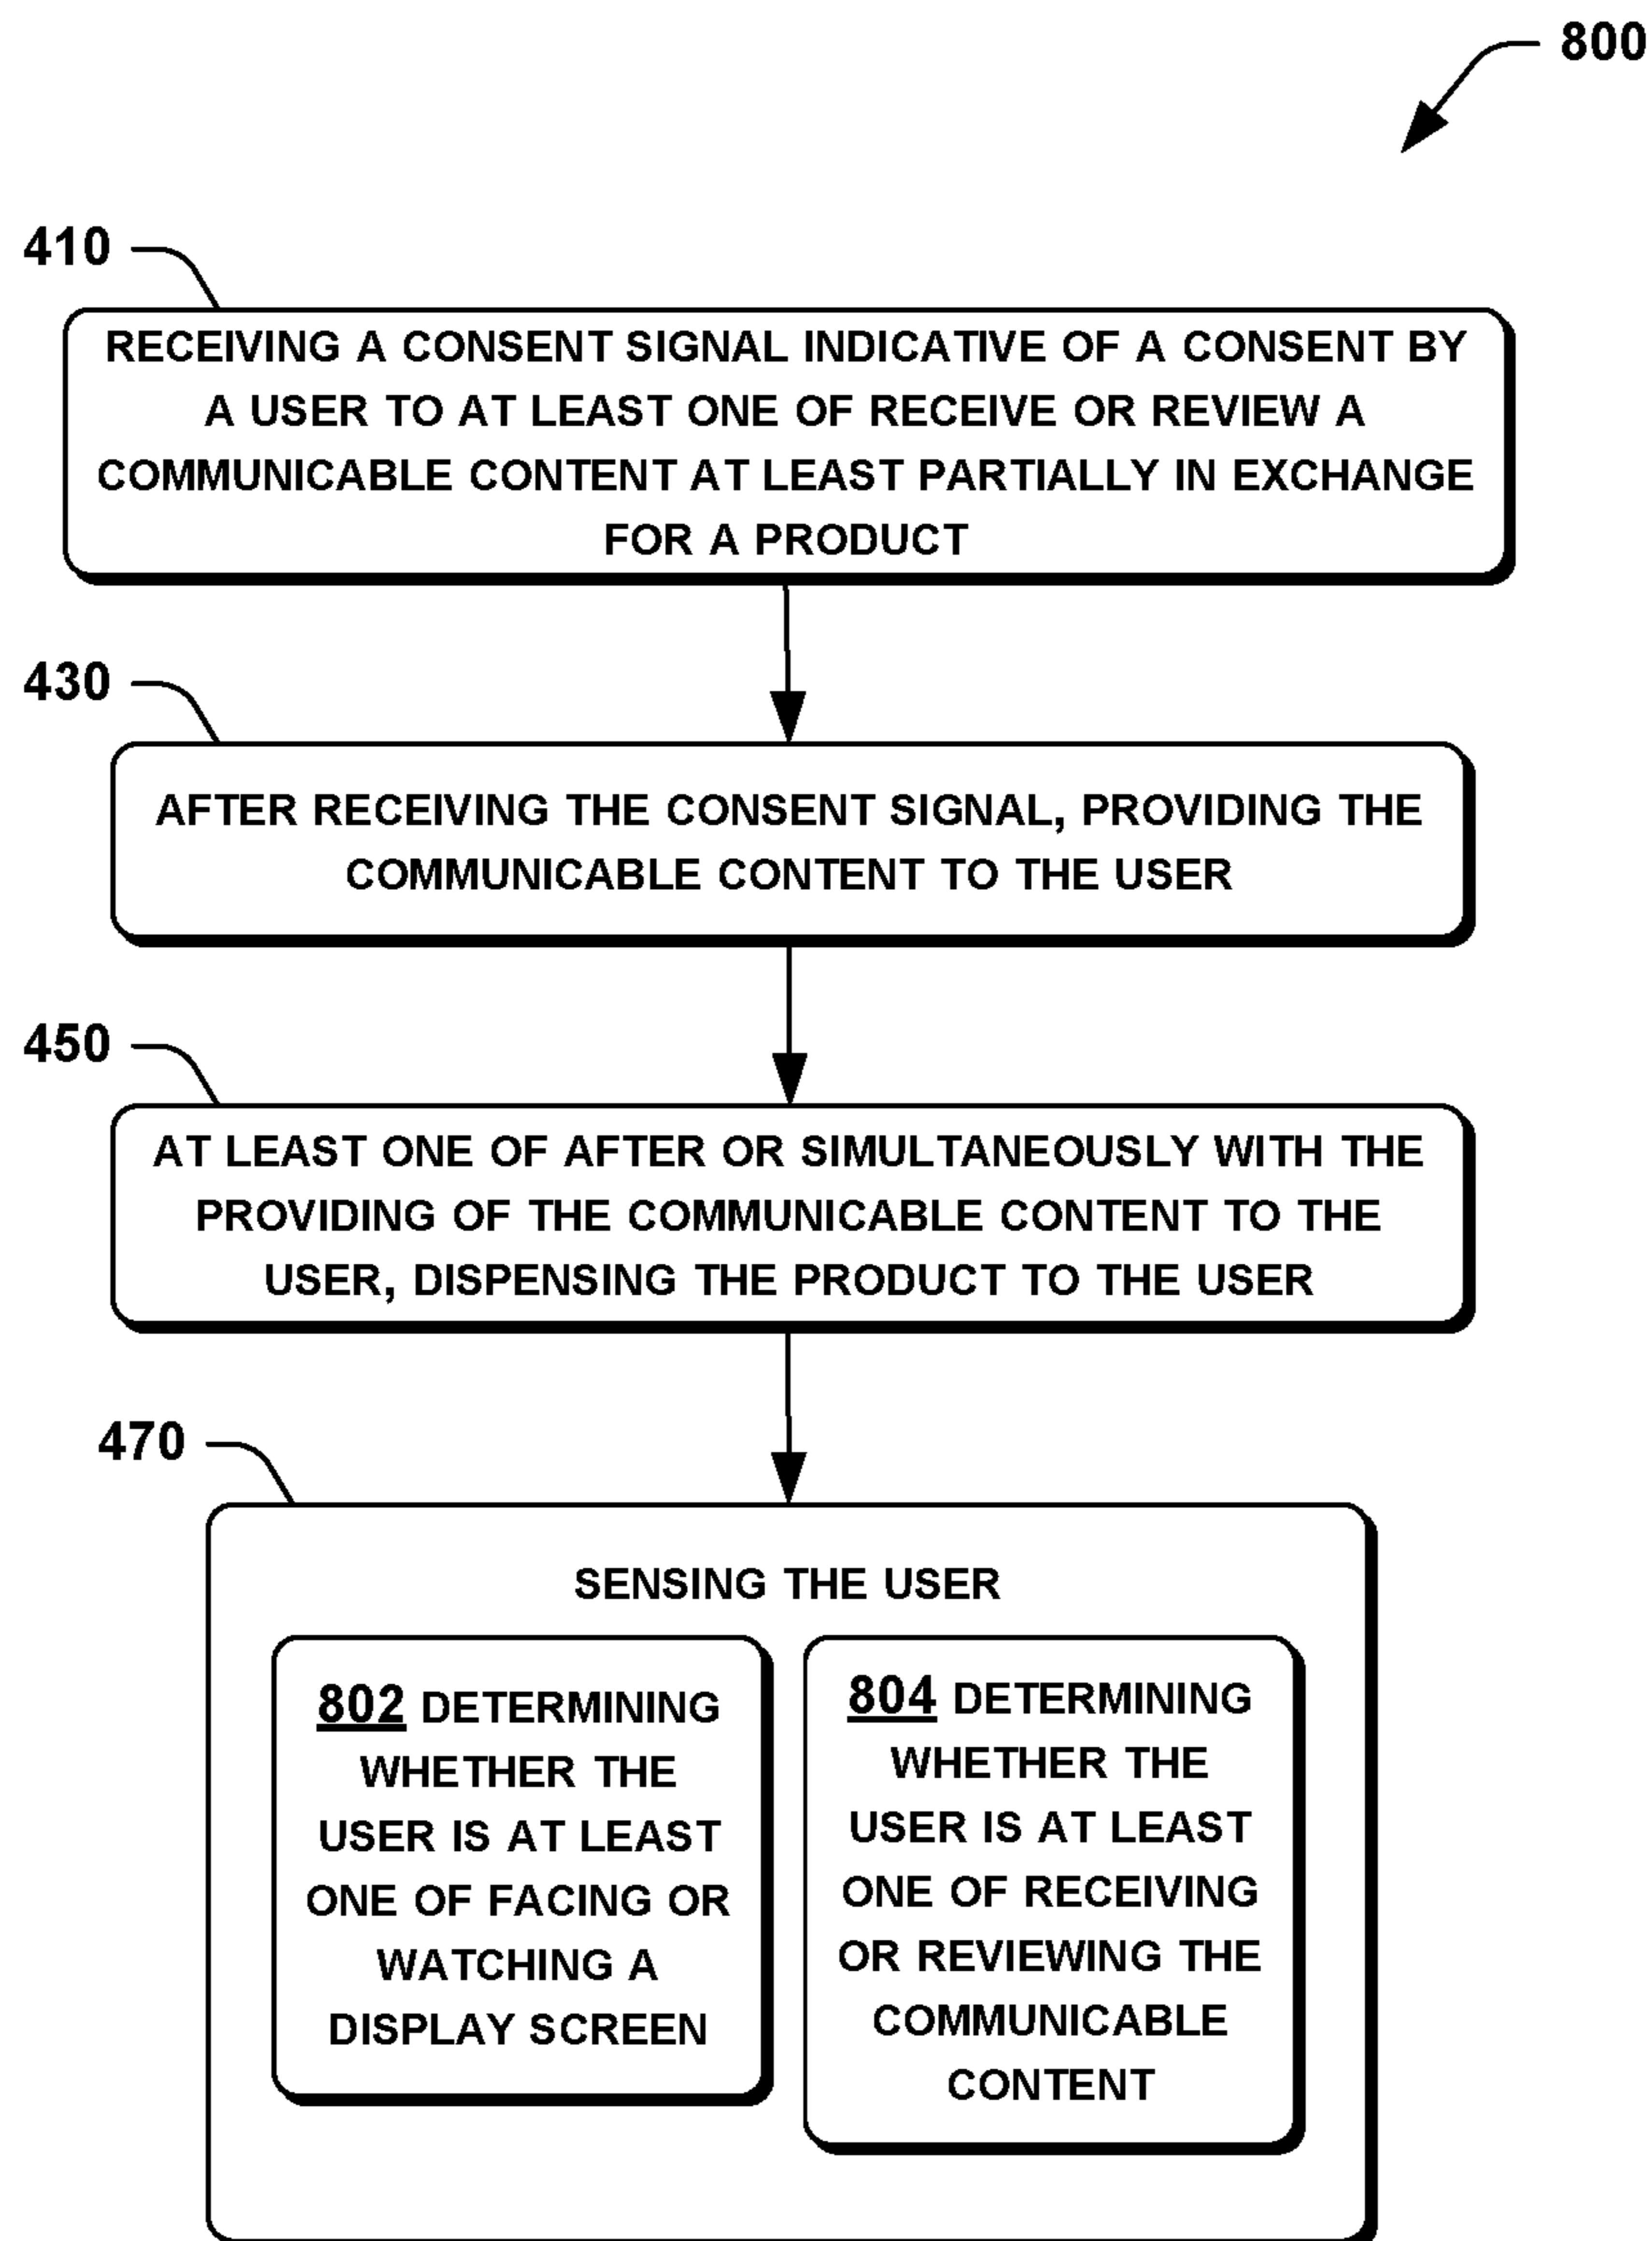 800
410
RECEIVING A CONSENT SIGNAL INDICATIVE OF A CONSENT BY
A USER TO AT LEAST ONE OF RECEIVE OR REVIEW A
COMMUNICABLE CONTENT AT LEAST PARTIALLY IN EXCHANGE
FOR A PRODUCT
430
AFTER RECEIVING THE CONSENT SIGNAL, PROVIDING THE
COMMUNICABLE CONTENT TO THE USER
450
AT LEAST ONE OF AFTER OR SIMULTANEOUSLY WITH THE
PROVIDING OF THE COMMUNICABLE CONTENT TO THE
USER, DISPENSING THE PRODUCT TO THE USER
470
SENSING THE USER
802 DETERMINING
WHETHER THE
USER IS AT LEAST
ONE OF FACING OR
WATCHING A
DISPLAY SCREEN
804 DETERMINING
WHETHER THE
USER IS AT LEAST
ONE OF RECEIVING
OR REVIEWING THE
COMMUNICABLE
CONTENT